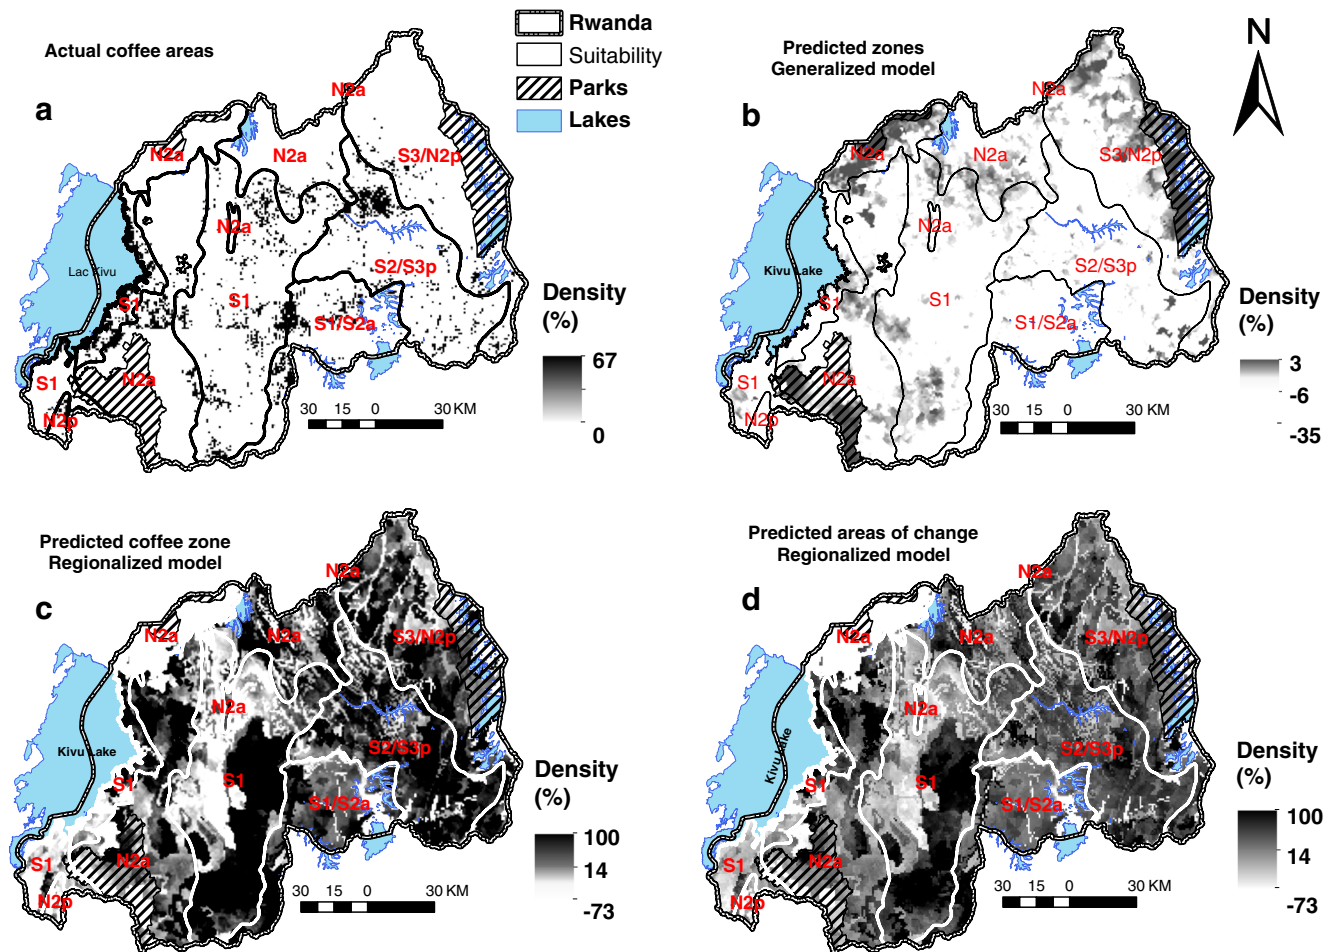 Actual coffee areas
Rwanda
Suitability
Parks
Lakes
Predicted zones
Generalized model
N
a
N2a
N2a
N2a
S3/N2p
N2a
Lac Kivu
S2/S3p
S1
S1
S1/S2a
S1
N2a
N2p
Density
(%)
67
0
30 15 0 30 KM
b
N2a
N2a
N2a
S3/N2p
N2a
Kivu Lake
S2/S3p
S1
S1
S1/S2a
S1
N2a
N2p
Density
(%)
3
-6
-35
30 15 0 30 KM
Predicted coffee zone
Regionalized model
c
N2a
N2a
N2a
S3/N2p
N2a
Kivu Lake
S2/S3p
S1
S1
S1/S2a
S1
N2a
N2p
Density
(%)
100
14
-73
30 15 0 30 KM
Predicted areas of change
Regionalized model
d
N2a
N2a
N2a
S3/N2p
N2a
Kivu Lake
S2/S3p
S1
S1
S1/S2a
S1
N2a
N2p
Density
(%)
100
14
-73
30 15 0 30 KM